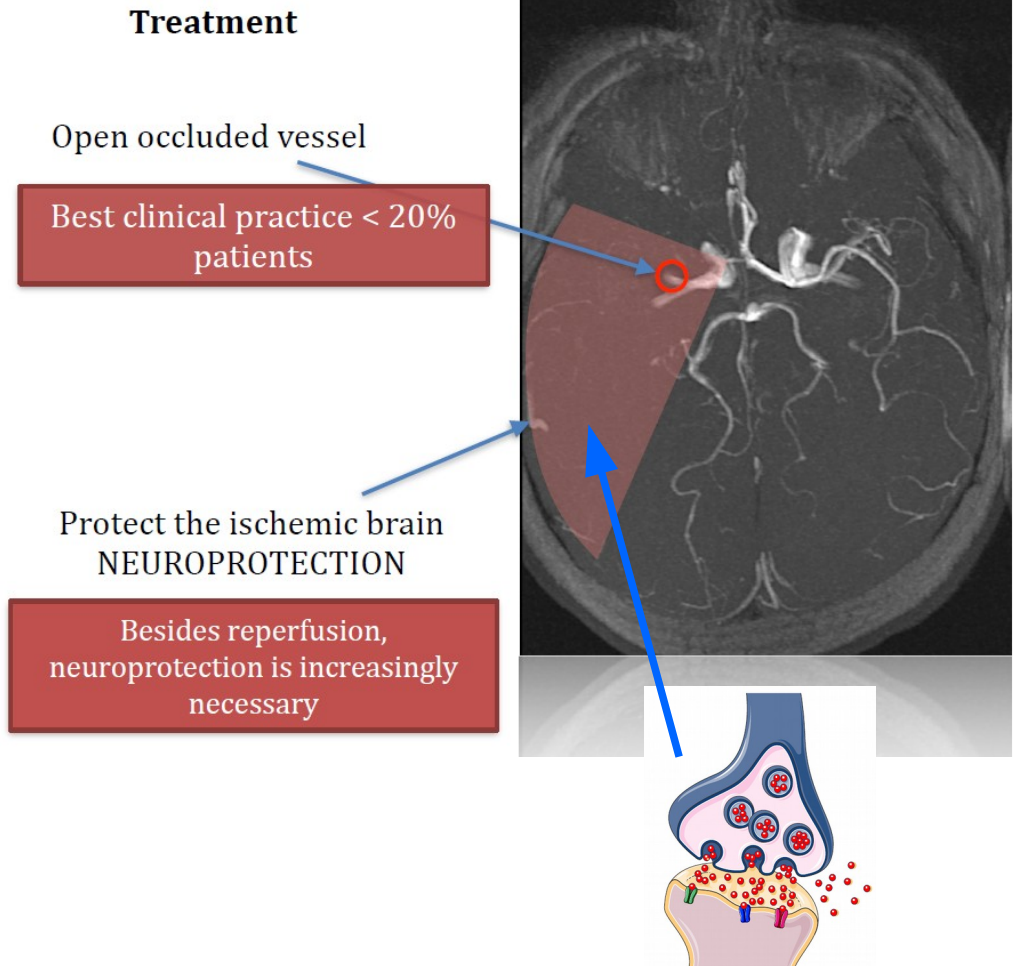 Treatment
Open occluded vessel
Best clinical practice < 20%
patients
Protect the ischemic brain
NEUROPROTECTION
Besides reperfusion,
neuroprotection is increasingly
necessary